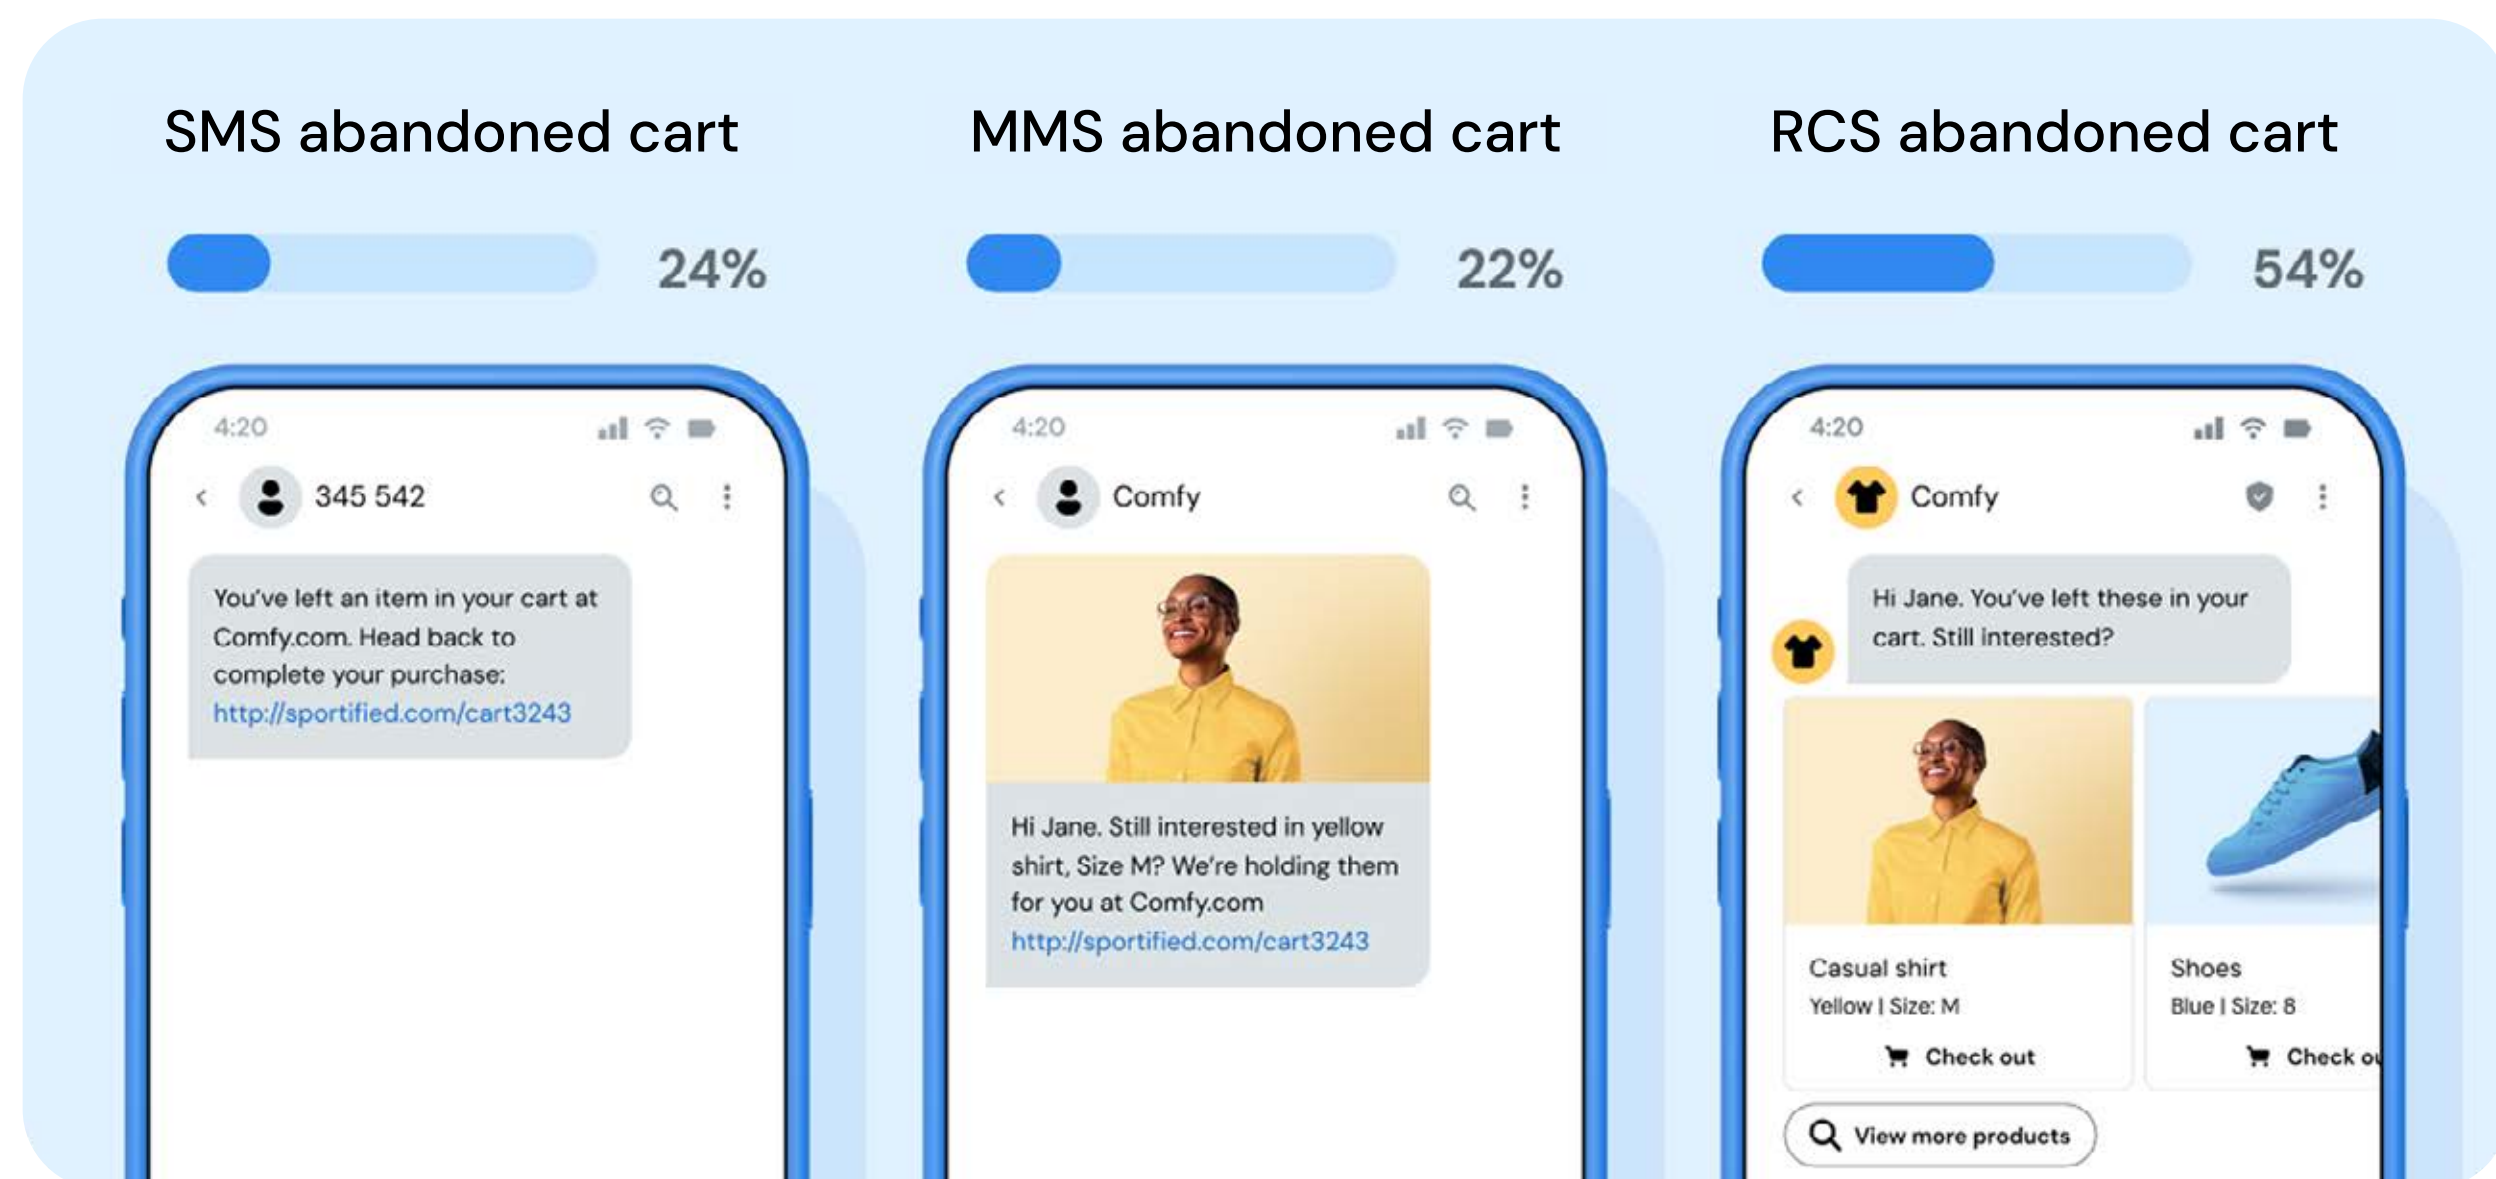 SMS abandoned cart
24%
4:20
345 542
You've left an item in your cart at
Comfy.com. Head back to
complete your purchase:
http://sportified.com/cart3243
MMS abandoned cart
22%
4:20
Comfy
Hi Jane. Still interested in yellow
shirt, Size M? We're holding them
for you at Comfy.com
http://sportified.com/cart3243
RCS abandoned cart
54%
4:20
Comfy
Hi Jane. You've left these in your
cart. Still interested?
Casual shirt
Yellow | Size: M
Check out
Shoes
Blue | Size: 8
Check ou
View more products